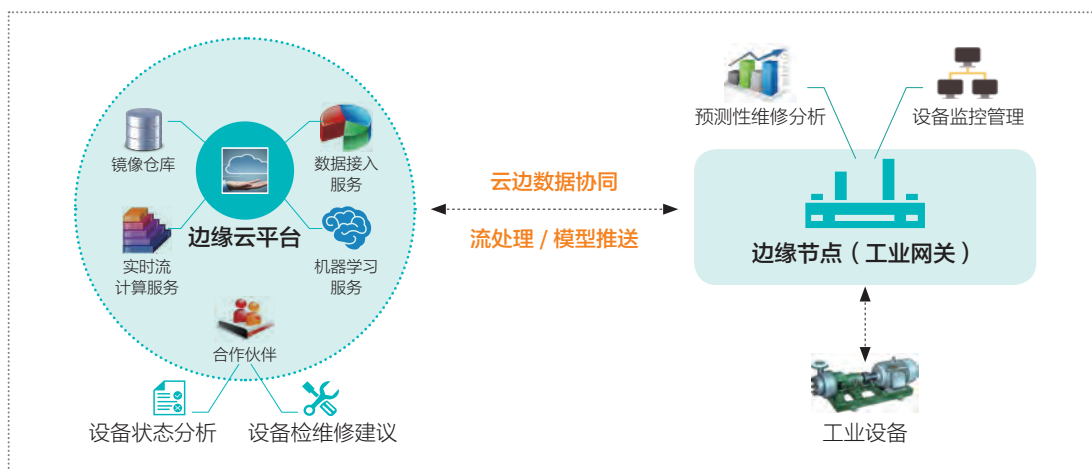 镜像仓库
数据接入
服务
边缘云平台
实时流
计算服务
机器学习
服务
合作伙伴
设备状态分析
设备检维修建议
云边数据协同
流处理 / 模型推送
预测性维修分析
设备监控管理
边缘节点（工业网关）
工业设备